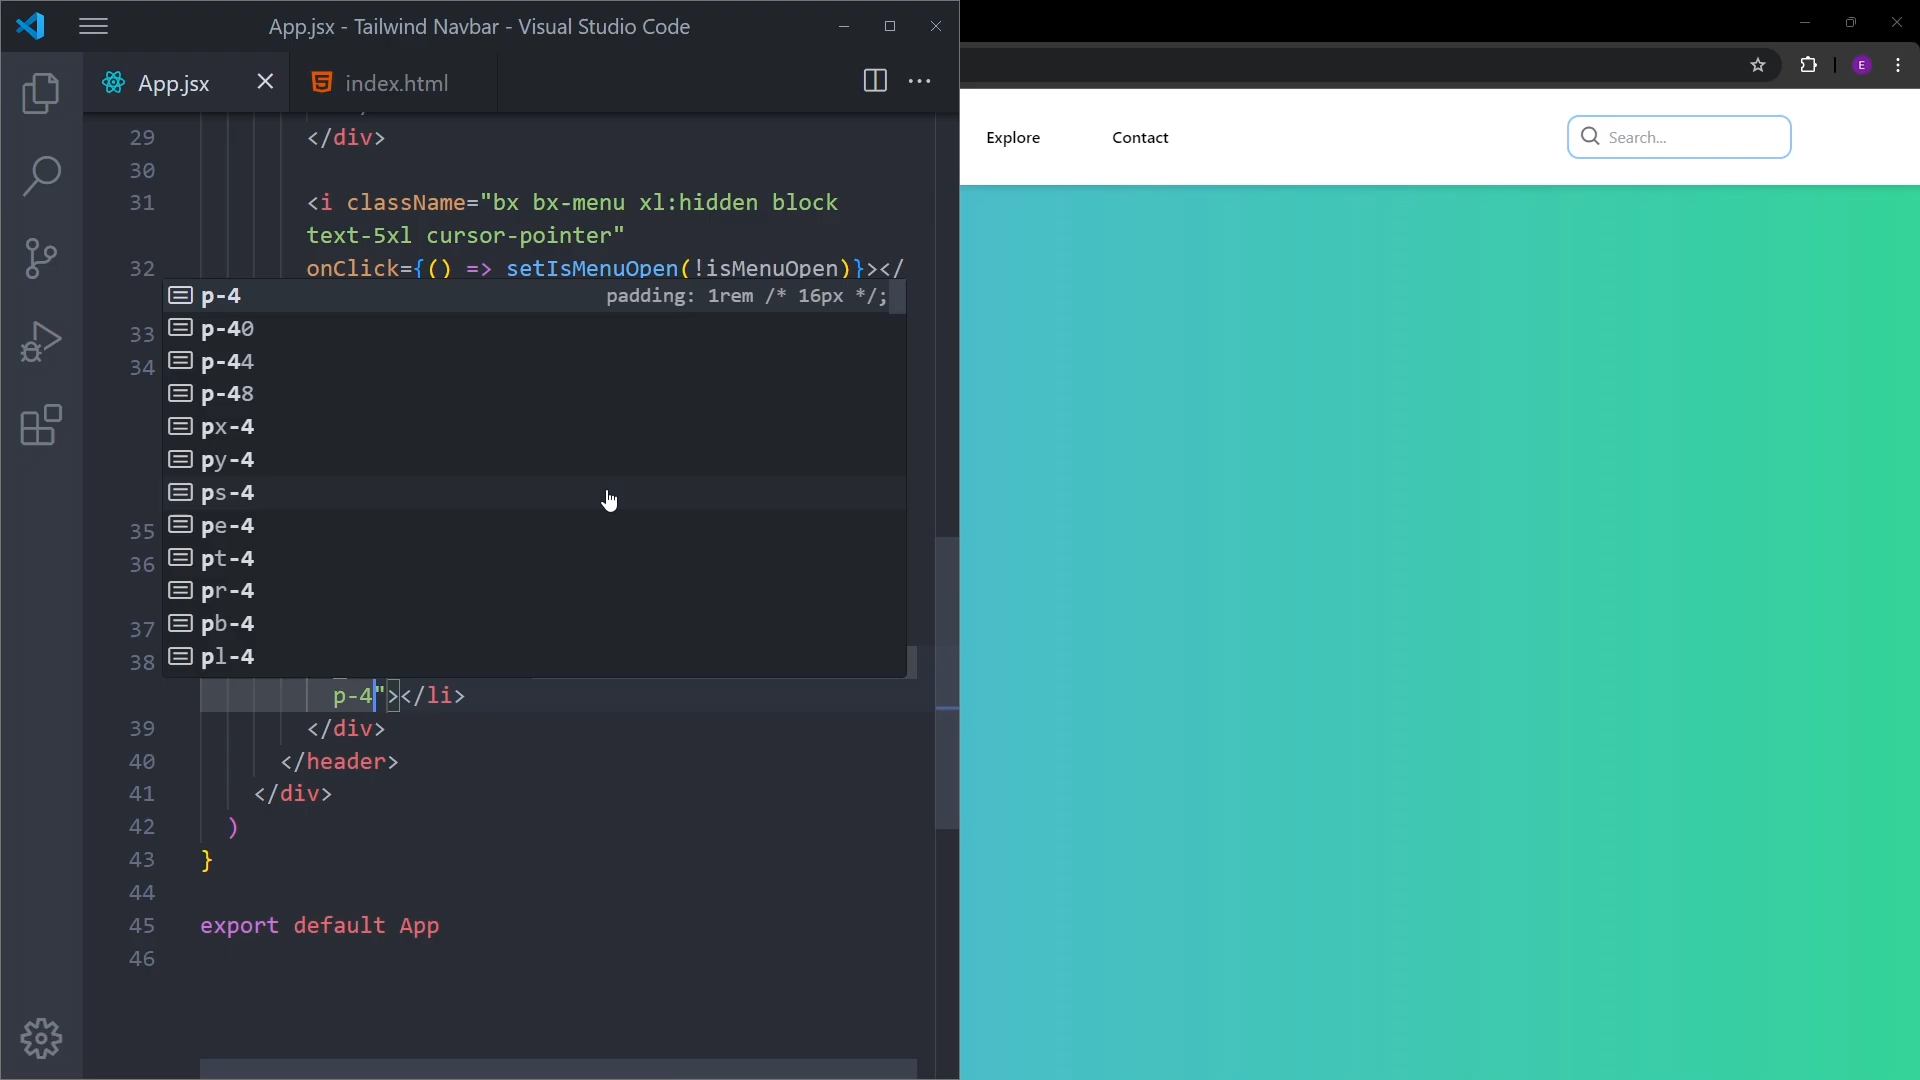 App.jsx - Tailwind Navbar - Visual Studio Code
App.jsx
index.html
E
Explore
Contact
Search...
29 </div>
30
31 <i className="bx bx-menu xl:hidden block
text-5xl cursor-pointer"
32 onClick={() => setIsMenuOpen(!isMenuOpen)}></
p-4 padding: 1rem /* 16px */;
33 p-40
34 p-44
p-48
px-4
py-4
ps-4
35 pe-4
36 pt-4
pr-4
37 pb-4
38 pl-4
p-4"></li>
39 </div>
40 </header>
41 </div>
42 )
43 }
44
45 export default App
46